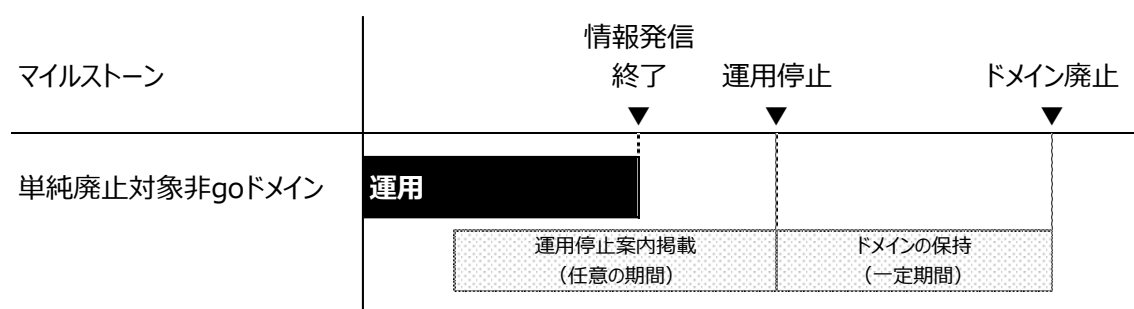 情報発信
マイルストーン 終了 運用停止 ドメイン廃止
▼ ▼ ▼
単純廃止対象非goドメイン 運用
運用停止案内掲載 ドメインの保持
（任意の期間） （一定期間）